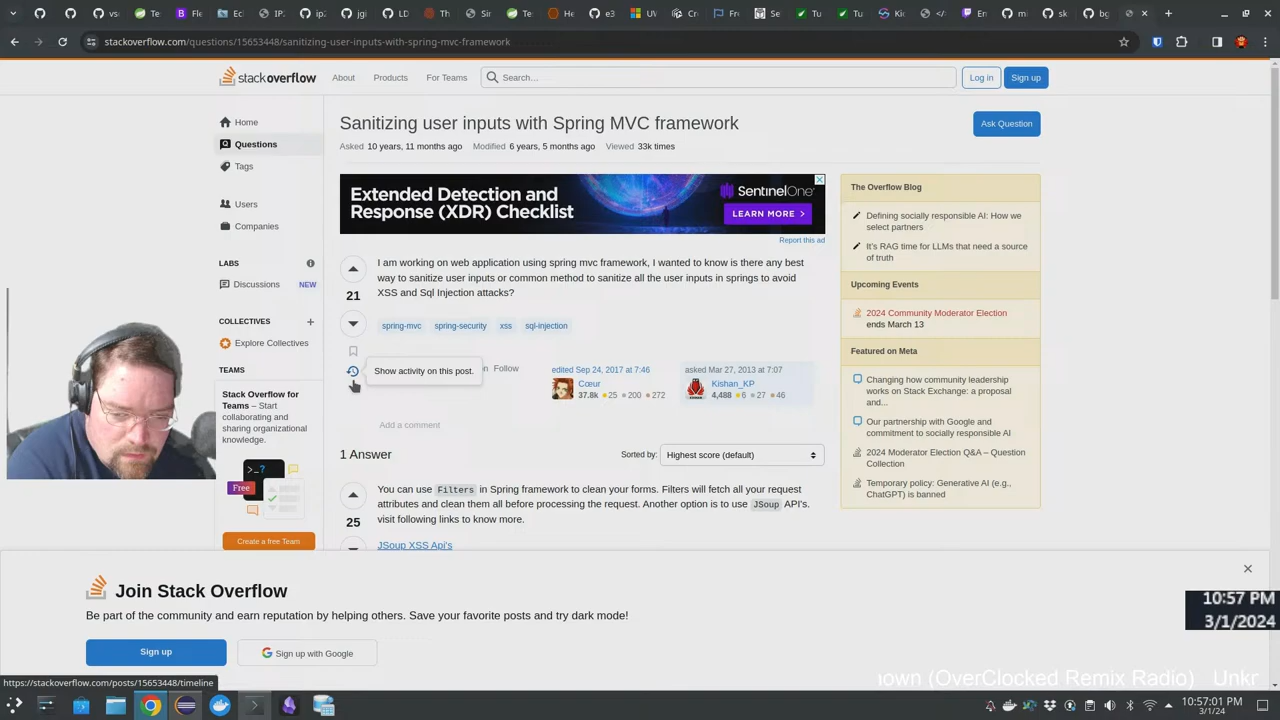 stackoverflow.com/questions/15653448/sanitizing-user-inputs-with-spring-mvc-framework
stackoverflow
About
Products
For Teams
Search…
Log in
Sign up
Home
Questions
Tags
Users
Companies
LABS
Discussions
NEW
COLLECTIVES
Explore Collectives
TEAMS
Stack Overflow for
Teams – Start
collaborating and
sharing organizational
knowledge.
>_?
Free
Create a free Team
Sanitizing user inputs with Spring MVC framework
Ask Question
Asked 10 years, 11 months ago Modified 6 years, 5 months ago Viewed 33k times
Extended Detection and
Response (XDR) Checklist
SentinelOne
LEARN MORE >
Report this ad
I am working on web application using spring mvc framework, I wanted to know is there any best
way to sanitize user inputs or common method to sanitize all the user inputs in springs to avoid
XSS and Sql Injection attacks?
21
spring-mvc spring-security xss sql-injection
Show activity on this post.
n Follow
edited Sep 24, 2017 at 7:46
Cœur
37.8k 25 200 272
asked Mar 27, 2013 at 7:07
Kishan_KP
4,488 6 27 46
Add a comment
1 Answer
Sorted by:
Highest score (default)
You can use Filters in Spring framework to clean your forms. Filters will fetch all your request
attributes and clean them all before processing the request. Another option is to use JSoup API's.
visit following links to know more.
25
JSoup XSS Api's
The Overflow Blog
Defining socially responsible AI: How we
select partners
It's RAG time for LLMs that need a source
of truth
Upcoming Events
2024 Community Moderator Election
ends March 13
Featured on Meta
Changing how community leadership
works on Stack Exchange: a proposal
and...
Our partnership with Google and
commitment to socially responsible AI
2024 Moderator Election Q&A – Question
Collection
Temporary policy: Generative AI (e.g.,
ChatGPT) is banned
Join Stack Overflow
Be part of the community and earn reputation by helping others. Save your favorite posts and try dark mode!
Sign up
Sign up with Google
10:57 PM
3/1/2024
https://stackoverflow.com/posts/15653448/timeline
nown (OverClocked Remix Radio) Unkr
10:57:01 PM
3/1/24